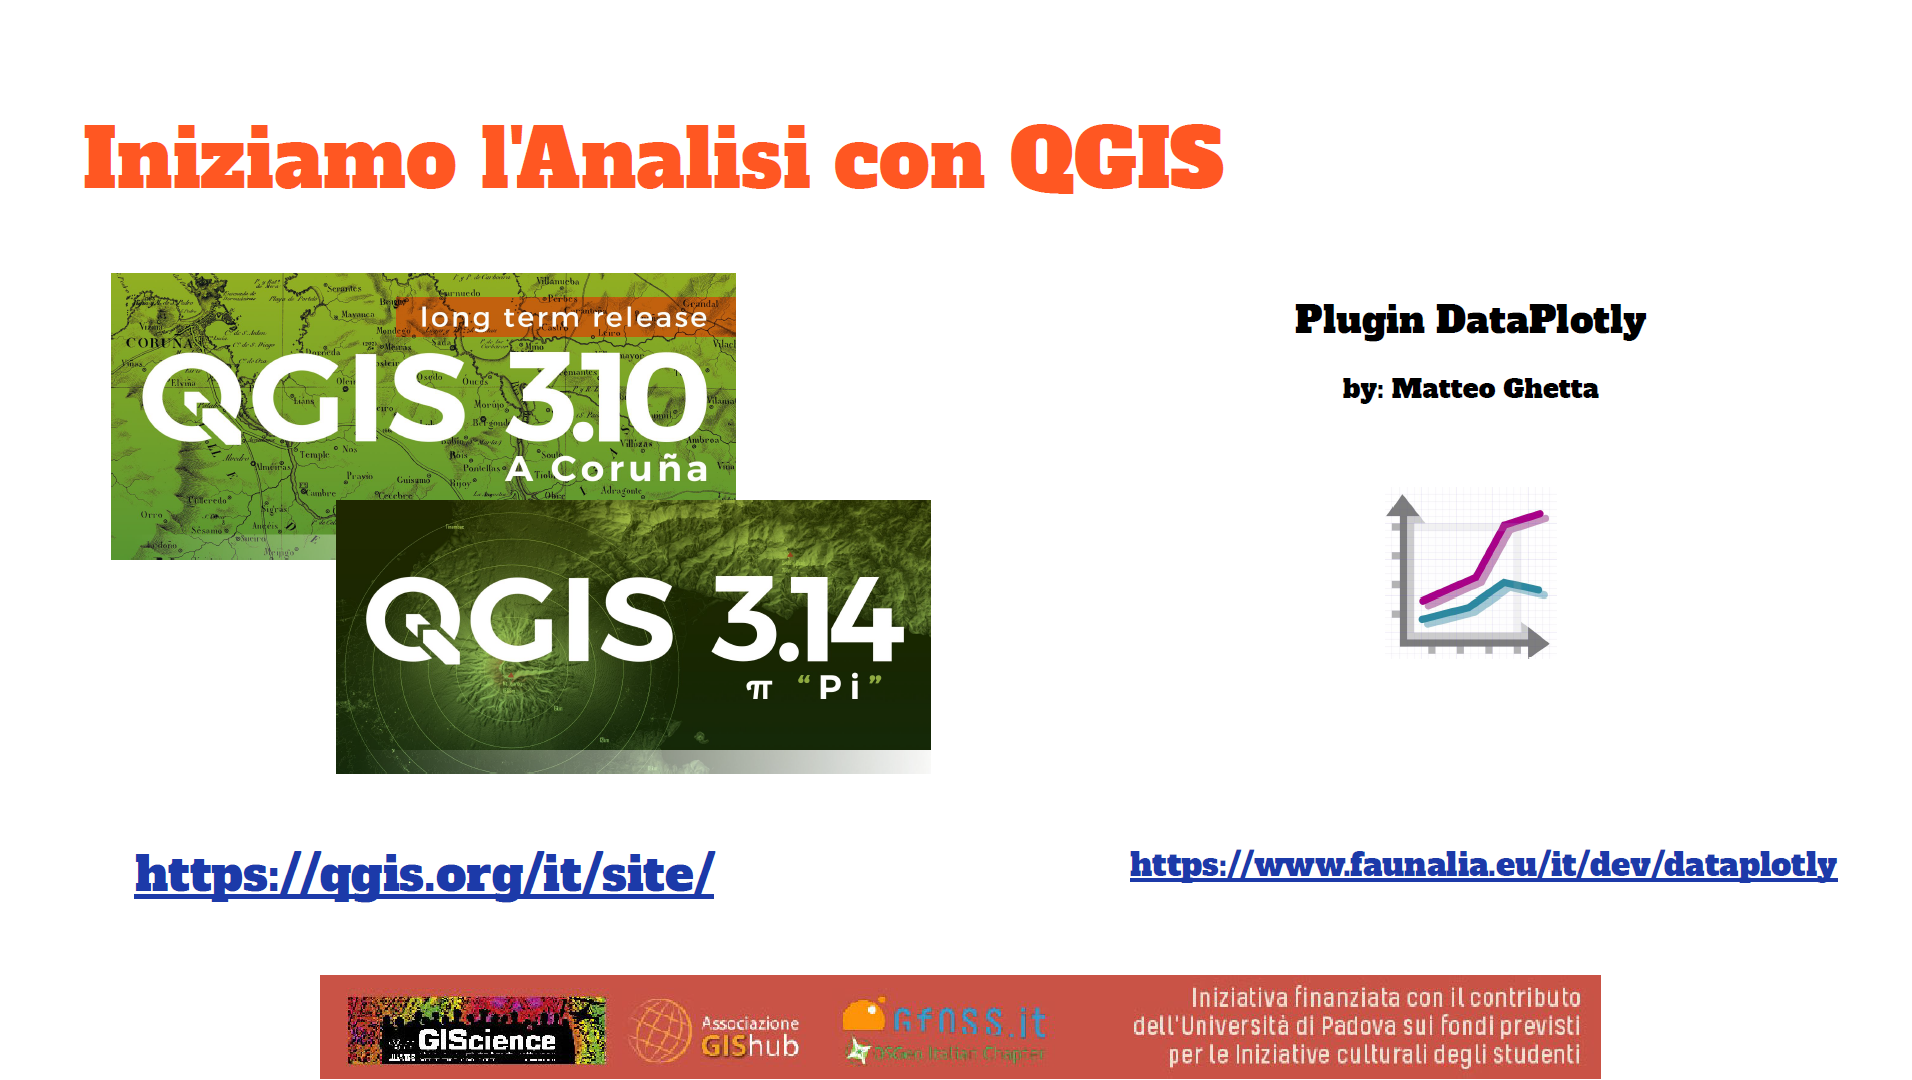 Iniziamo l'Analisi con QGIS
long term release
CORUÑA
QGIS 3.10
A Coruña
QGIS 3.14
π “Pi”
Plugin DataPlotly
by: Matteo Ghetta
https://qgis.org/it/site/
https://www.faunalia.eu/it/dev/dataplotly
GIScience
Associazione
GIShub
GFOSS.it
OSGeo Italian Chapter
Iniziativa finanziata con il contributo
dell'Università di Padova sui fondi previsti
per le Iniziative culturali degli studenti